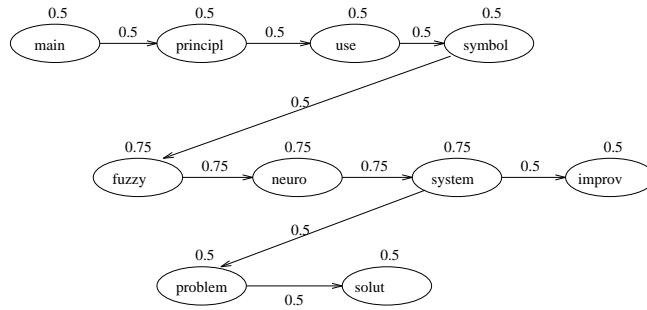 0.5 0.5 0.5 0.5
main 0.5 principl 0.5 use 0.5 symbol
0.5
0.75 0.75 0.75 0.5
fuzzy 0.75 neuro 0.75 system 0.5 improv
0.5
0.5 0.5
problem 0.5 solut